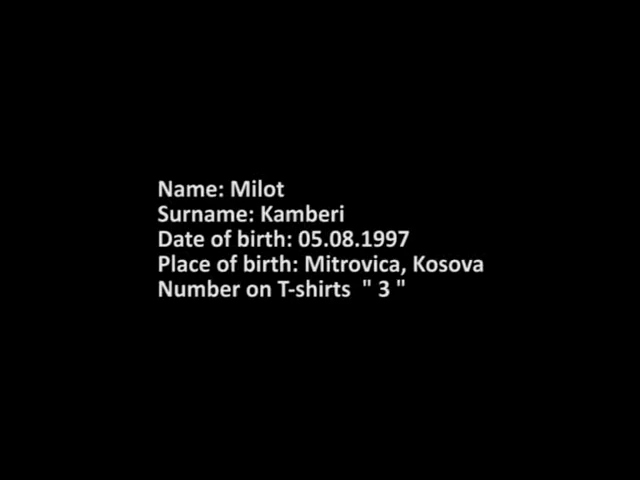 Name: Milot
Surname: Kamberi
Date of birth: 05.08.1997
Place of birth: Mitrovica, Kosova
Number on T-shirts " 3 "